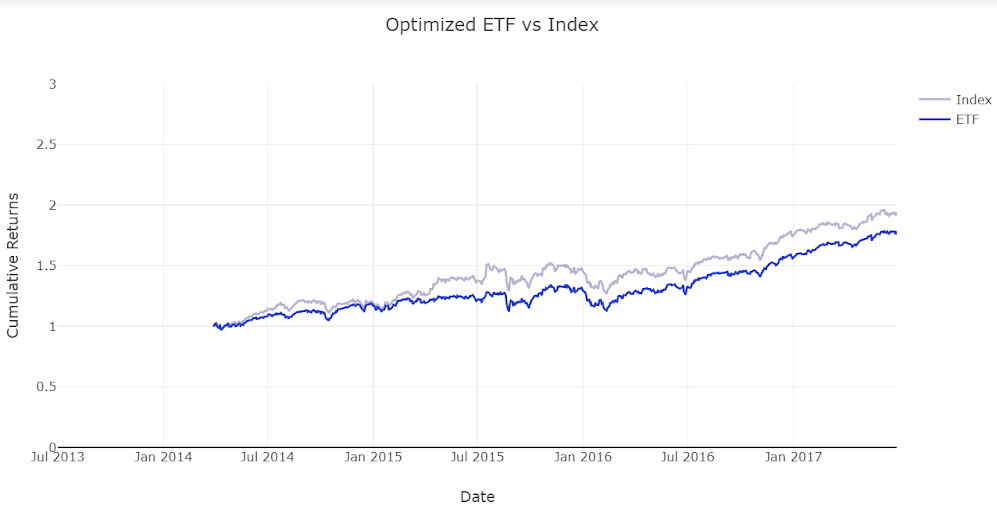 Optimized ETF vs Index
3
2.5
2
1.5
1
0.5
0
Cumulative Returns
Jul 2013 Jan 2014 Jul 2014 Jan 2015 Jul 2015 Jan 2016 Jul 2016 Jan 2017
Date
Index
ETF